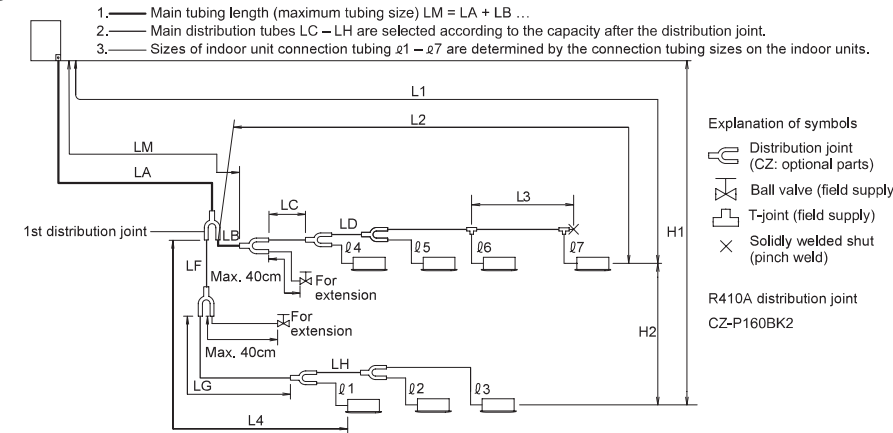 1. Main tubing length (maximum tubing size) LM = LA + LB …
2. Main distribution tubes LC – LH are selected according to the capacity after the distribution joint.
3. Sizes of indoor unit connection tubing ℓ1 – ℓ7 are determined by the connection tubing sizes on the indoor units.
L1
L2
LM
LA
LC
L3
1st distribution joint
LB
LD
ℓ4
ℓ5
ℓ6
ℓ7
H1
LF
Max. 40cm
For
extension
For
extension
Max. 40cm
H2
LH
LG
ℓ1
ℓ2
ℓ3
L4
Explanation of symbols
Distribution joint
(CZ: optional parts)
Ball valve (field supply
T-joint (field supply)
Solidly welded shut
(pinch weld)
R410A distribution joint
CZ-P160BK2